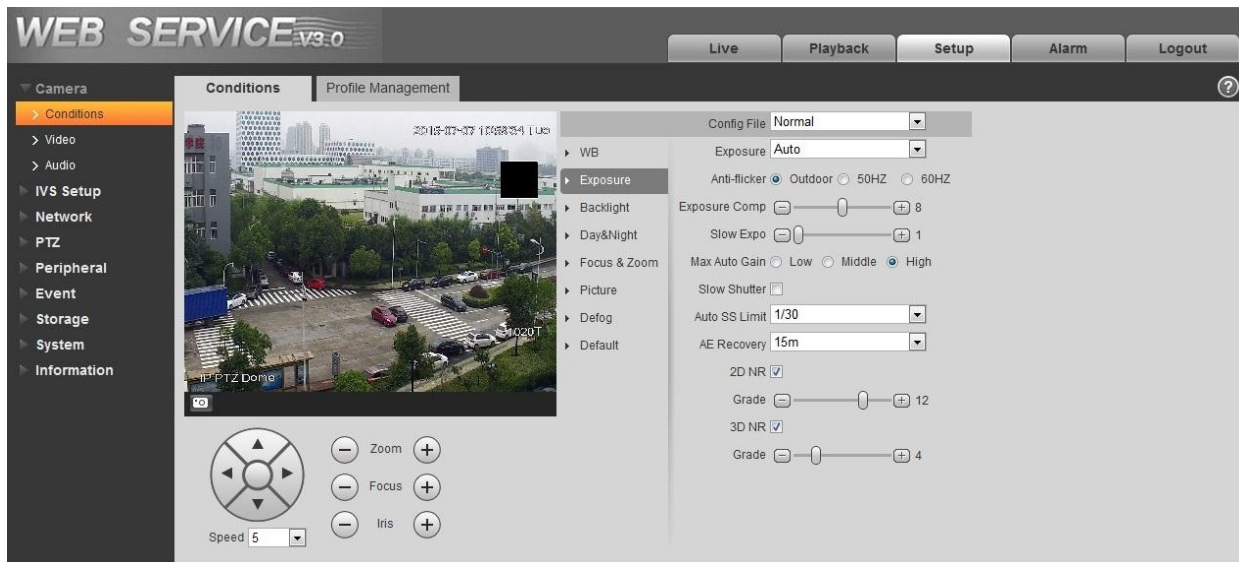 WEB SERVICE V3.0
Live Playback Setup Alarm Logout
Camera
Conditions
Video
Audio
IVS Setup
Network
PTZ
Peripheral
Event
Storage
System
Information
Conditions Profile Management
IP PTZ Dome
Zoom
Focus
Iris
Speed 5
WB
Exposure
Backlight
Day&Night
Focus & Zoom
Picture
Defog
Default
Config File Normal
Exposure Auto
Anti-flicker Outdoor 50HZ 60HZ
Exposure Comp 8
Slow Expo 1
Max Auto Gain Low Middle High
Slow Shutter
Auto SS Limit 1/30
AE Recovery 15m
2D NR
Grade 12
3D NR
Grade 4